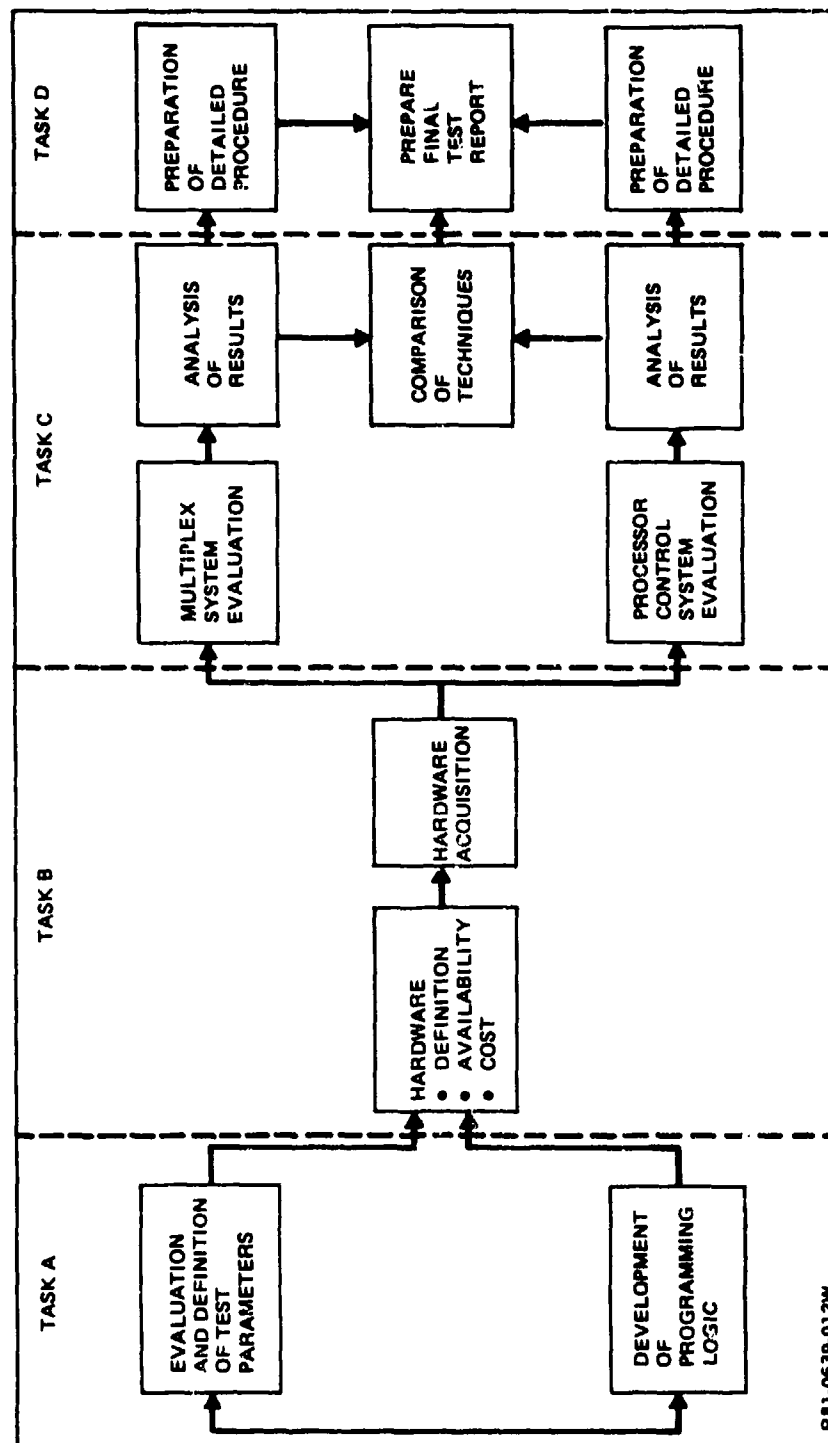 TASK A
TASK B
TASK C
TASK D
EVALUATION
AND DEFINITION
OF TEST
PARAMETERS
DEVELOPMENT
OF
PROGRAMMING
LOGIC
HARDWARE
• DEFINITION
• AVAILABILITY
• COST
HARDWARE
ACQUISITION
MULTIPLEX
SYSTEM
EVALUATION
ANALYSIS
OF
RESULTS
PREPARATION
OF
DETAILED
PROCEDURE
COMPARISON
OF
TECHNIQUES
PREPARE
FINAL
TEST
REPORT
PROCESSOR
CONTROL
SYSTEM
EVALUATION
ANALYSIS
OF
RESULTS
PREPARATION
OF
DETAILED
PROCEDURE